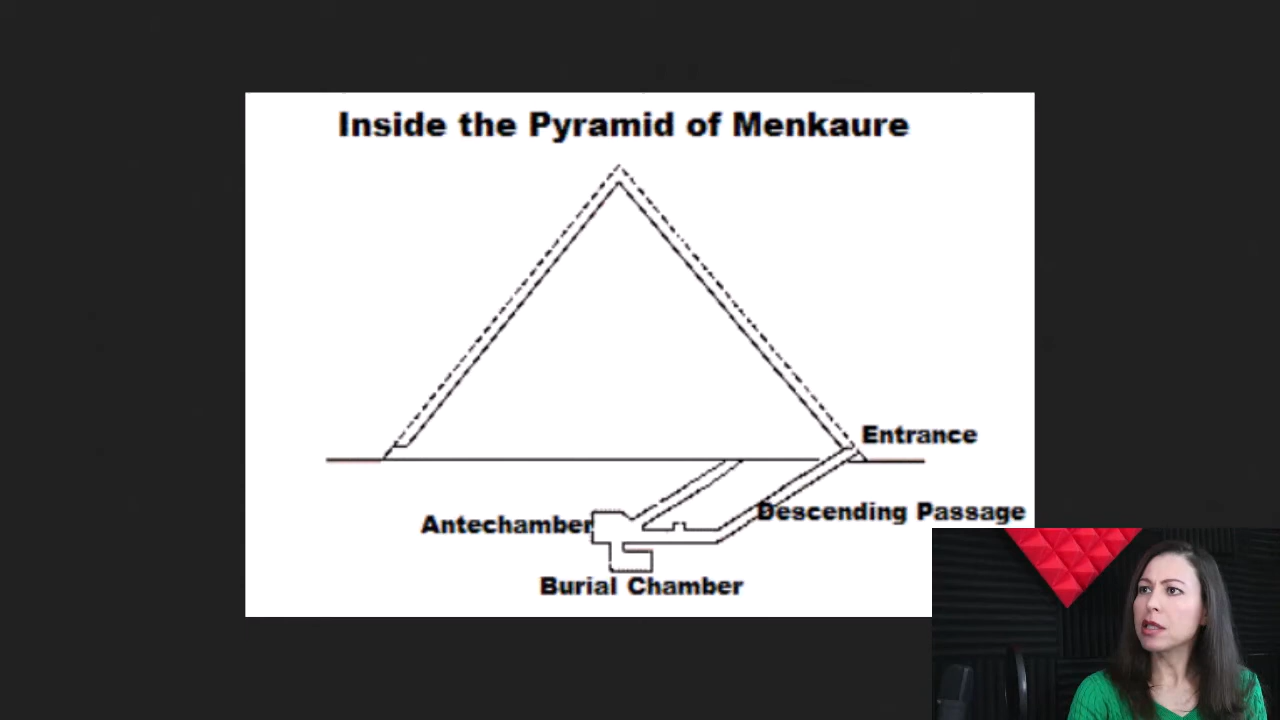 Inside the Pyramid of Menkaure
Entrance
Descending Passage
Antechamber
Burial Chamber